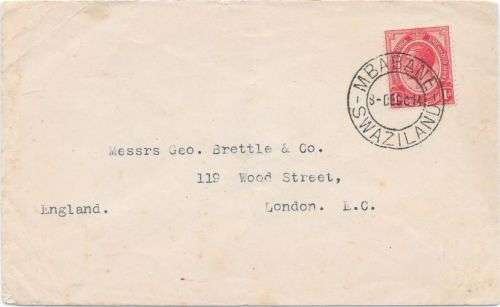 MBABANE
SWAZILAND
Messrs Geo. Brettle & Co.
119 Wood Street,
England. London. E.C.